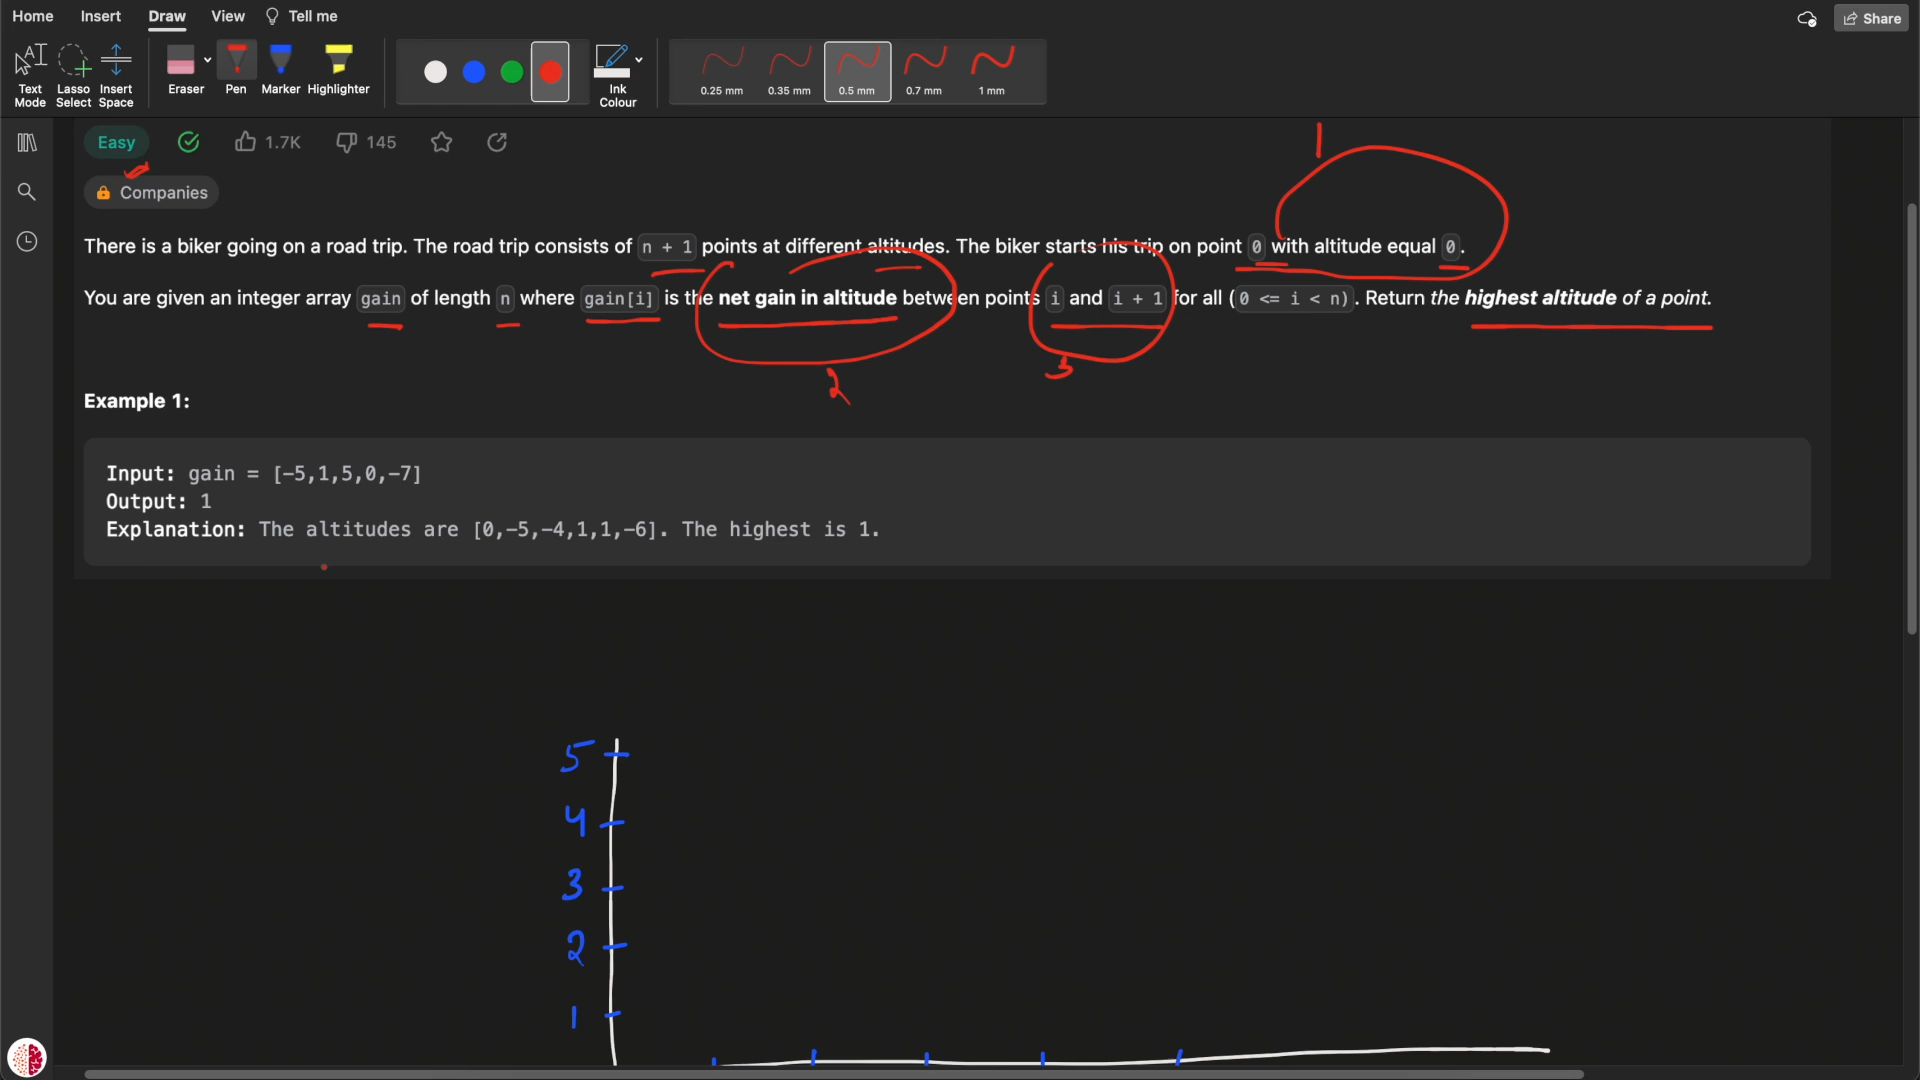 Home Insert Draw View Tell me Share
Text Mode Lasso Select Insert Space Eraser Pen Marker Highlighter Ink Colour 0.25 mm 0.35 mm 0.5 mm 0.7 mm 1 mm
Easy 1.7K 145
1
Companies
There is a biker going on a road trip. The road trip consists of n + 1 points at different altitudes. The biker starts his trip on point 0 with altitude equal 0.
You are given an integer array gain of length n where gain[i] is the net gain in altitude between points i and i + 1 for all (0 <= i < n). Return the highest altitude of a point.
2 3
Example 1:
Input: gain = [-5,1,5,0,-7]
Output: 1
Explanation: The altitudes are [0,-5,-4,1,1,-6]. The highest is 1.
5
4
3
2
1